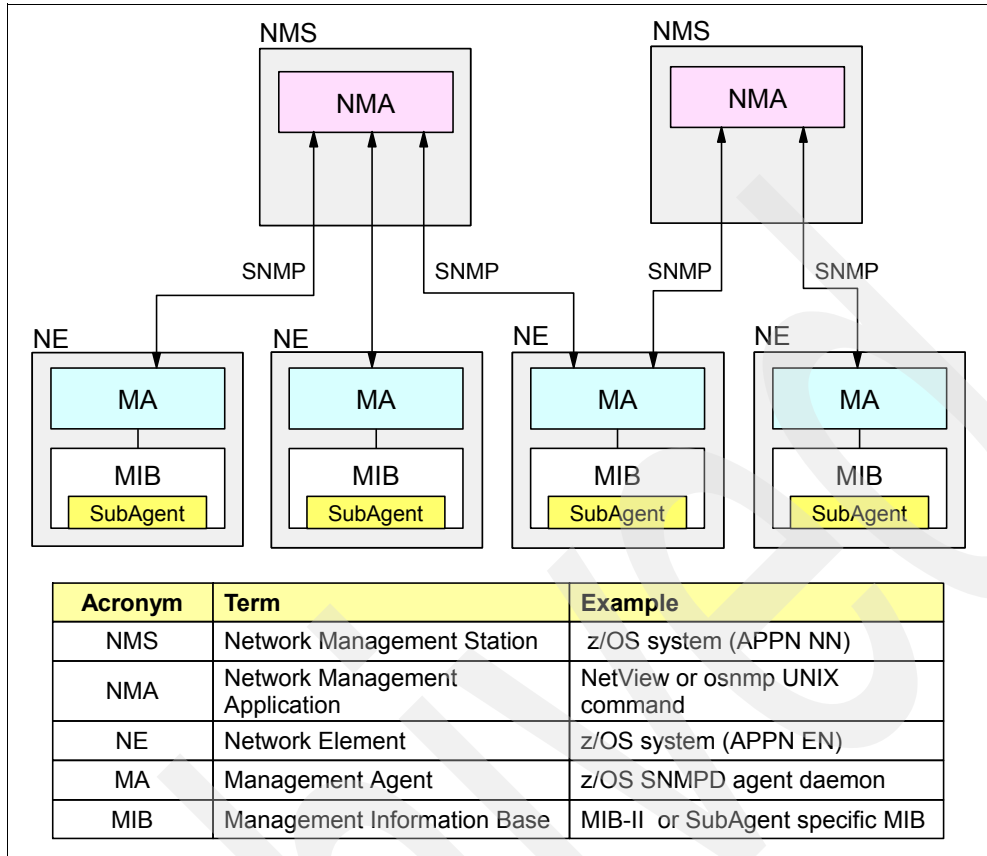 NMS
NMS
NMA
NMA
SNMP
SNMP
SNMP
SNMP
NE
NE
NE
NE
MA
MA
MA
MA
MIB
MIB
MIB
MIB
SubAgent
SubAgent
SubAgent
SubAgent
Acronym Term Example
NMS Network Management Station z/OS system (APPN NN)
NMA Network Management Application NetView or osnmp UNIX command
NE Network Element z/OS system (APPN EN)
MA Management Agent z/OS SNMPD agent daemon
MIB Management Information Base MIB-II or SubAgent specific MIB